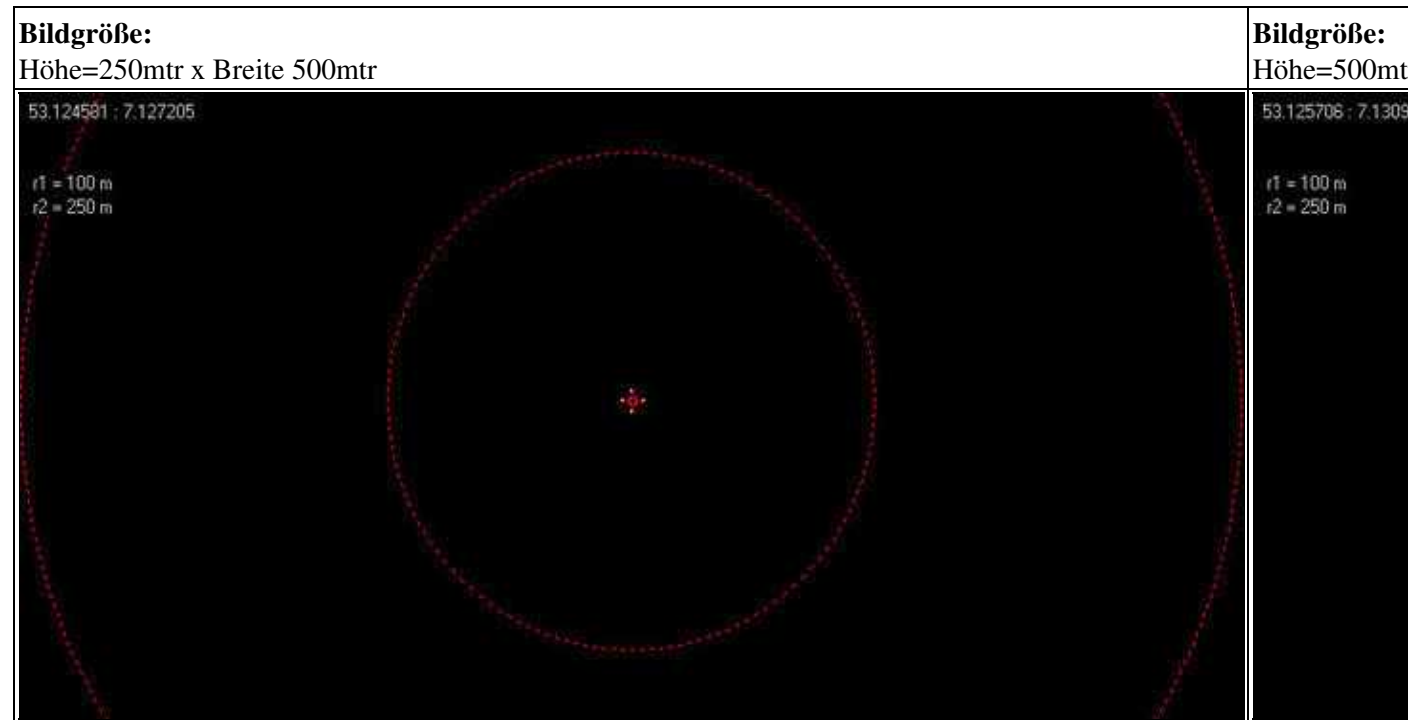 Bildgröße:
Höhe=250mtr x Breite 500mtr
53.124581 : 7.127205
r1 = 100 m
r2 = 250 m
Bildgröße:
Höhe=500mt
53.125706 : 7.1309
r1 = 100 m
r2 = 250 m